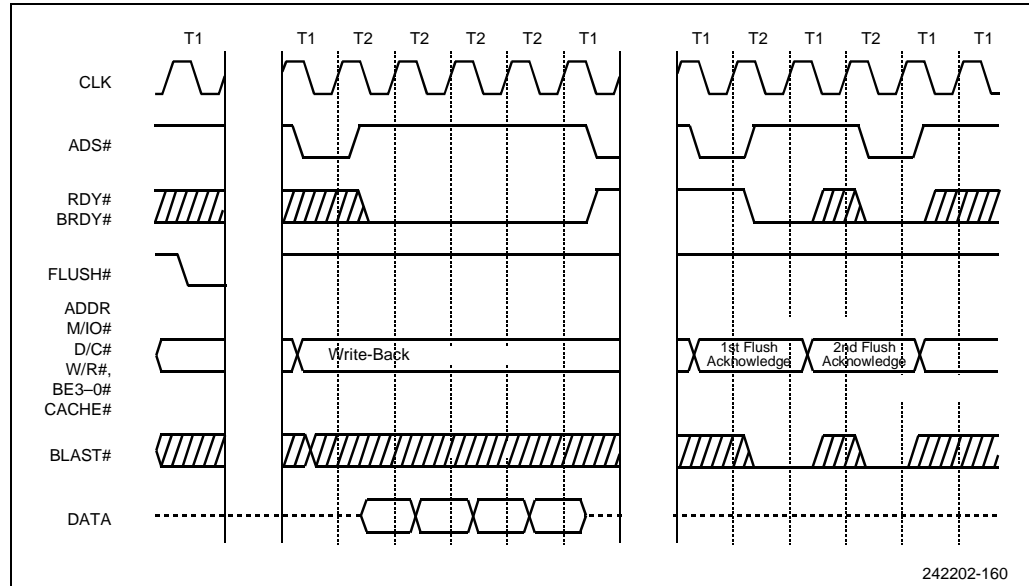 T1 T1 T2 T2 T2 T2 T1 T1 T2 T1 T2 T1 T1
CLK
ADS#
RDY#
BRDY#
FLUSH#
ADDR
M/IO#
D/C#
W/R#,
BE3–0#
CACHE#
Write-Back
1st Flush
Acknowledge
2nd Flush
Acknowledge
BLAST#
DATA
242202-160